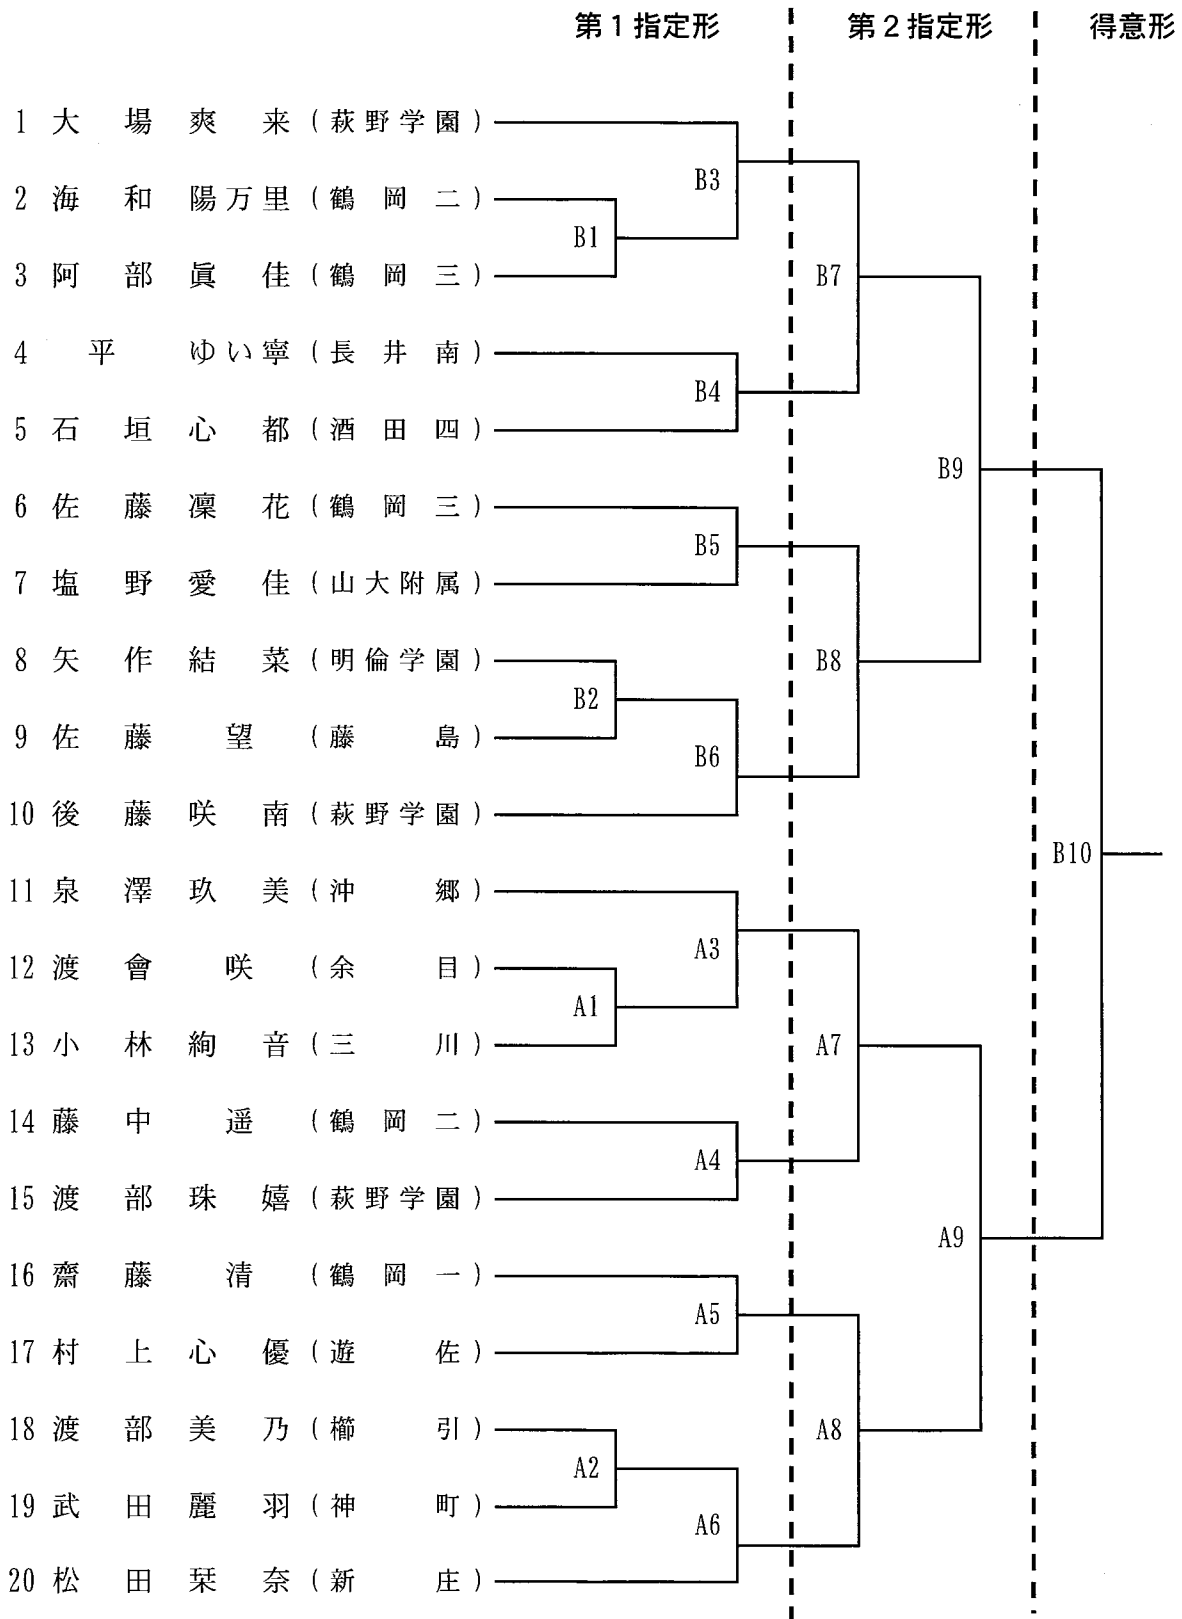 第１指定形 第２指定形 得意形
1 大場爽来（萩野学園）
B3
2 海和陽万里（鶴岡二）
B1
3 阿部眞佳（鶴岡三）
B7
4 平ゆい寧（長井南）
B4
5 石垣心都（酒田四）
B9
6 佐藤凜花（鶴岡三）
B5
7 塩野愛佳（山大附属）
8 矢作結菜（明倫学園）
B8
B2
9 佐藤望（藤島）
B6
10 後藤咲南（萩野学園）
B10
11 泉澤玖美（沖郷）
A3
12 渡會咲（余目）
A1
13 小林絢音（三川）
A7
14 藤中遥（鶴岡二）
A4
15 渡部珠嬉（萩野学園）
A9
16 齋藤清（鶴岡一）
A5
17 村上心優（遊佐）
18 渡部美乃（櫛引）
A8
A2
19 武田麗羽（神町）
A6
20 松田栞奈（新庄）